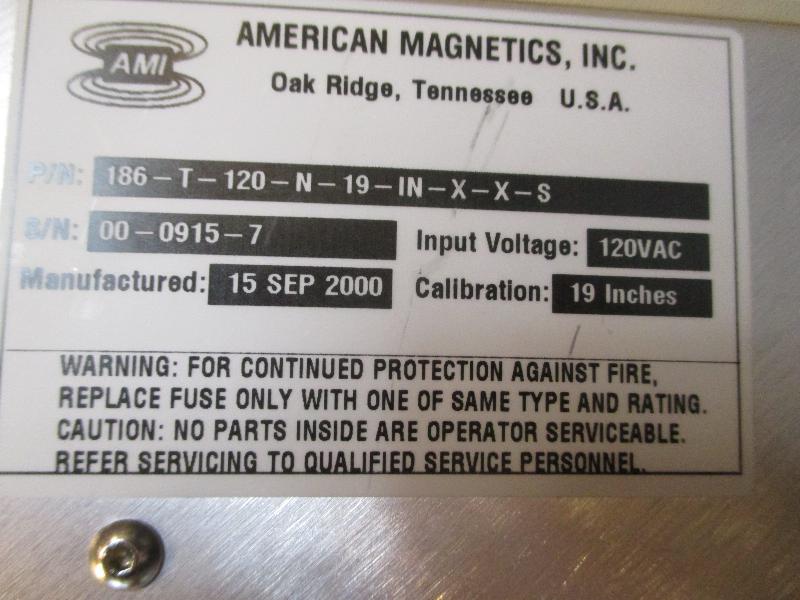 AMI
AMERICAN MAGNETICS, INC.
Oak Ridge, Tennessee U.S.A.
P/N: 186-T-120-N-19-IN-X-X-S
S/N: 00-0915-7 Input Voltage: 120VAC
Manufactured: 15 SEP 2000 Calibration: 19 Inches
WARNING: FOR CONTINUED PROTECTION AGAINST FIRE,
REPLACE FUSE ONLY WITH ONE OF SAME TYPE AND RATING.
CAUTION: NO PARTS INSIDE ARE OPERATOR SERVICEABLE.
REFER SERVICING TO QUALIFIED SERVICE PERSONNEL.